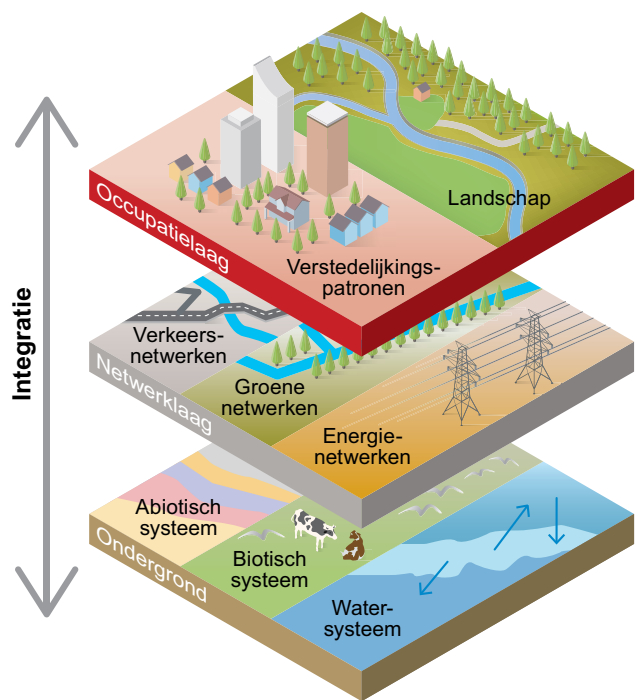 Integratie
Occupatielaag
Landschap
Verstedelijkings-
patronen
Netwerklaag
Verkeers-
netwerken
Groene
netwerken
Energie-
netwerken
Ondergrond
Abiotisch
systeem
Biotisch
systeem
Water-
systeem